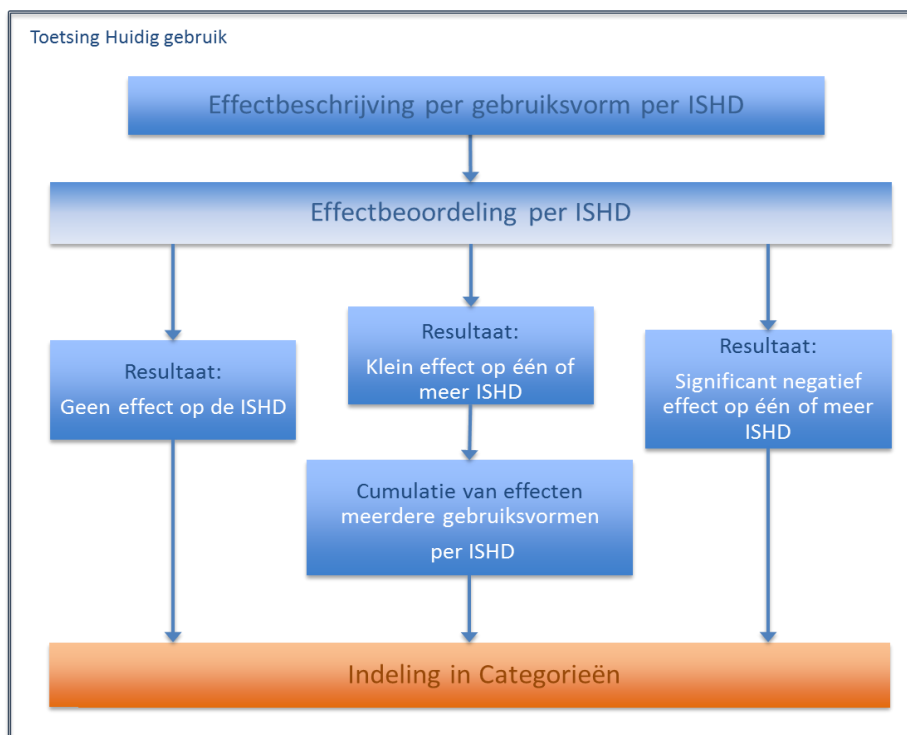 Toetsing Huidig gebruik
Effectbeschrijving per gebruiksvorm per ISHD
Effectbeoordeling per ISHD
Resultaat:
Geen effect op de ISHD
Resultaat:
Klein effect op één of
meer ISHD
Resultaat:
Significant negatief
effect op één of meer
ISHD
Cumulatie van effecten
meerdere gebruiksvormen
per ISHD
Indeling in Categorieën